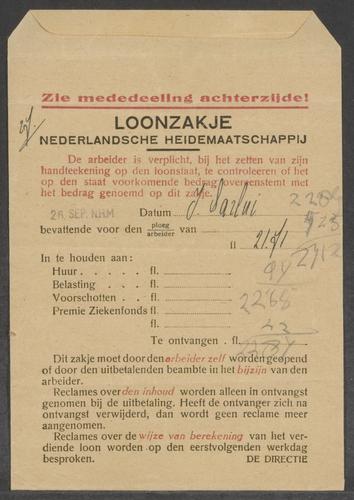 Zie mededeeling achterzijde!
LOONZAKJE
NEDERLANDSCHE HEIDEMAATSCHAPPIJ
De arbeider is verplicht, bij het zetten van zijn
handteekening op den loonstaat, te controleeren of het
op den staat voorkomende bedrag overeenstemt met
het bedrag genoemd op dit zakje.
26. SEP. N.H.M Datum
bevattende voor den ploeg/arbeider van
fl 21.71
In te houden aan:
Huur . . . . fl.
Belasting . . . fl.
Voorschotten . . fl.
2268
Premie Ziekenfonds fl.
fl.
Te ontvangen . fl.
Dit zakje moet door den arbeider zelf worden geopend
of door den uitbetalenden beambte in het bijzijn van den
arbeider.
Reclames over den inhoud worden alleen in ontvangst
genomen bij de uitbetaling. Heeft de ontvanger zich na
ontvangst verwijderd, dan wordt geen reclame meer
aangenomen.
Reclames over de wijze van berekening van het ver-
diende loon worden op den eerstvolgenden werkdag
besproken. DE DIRECTIE